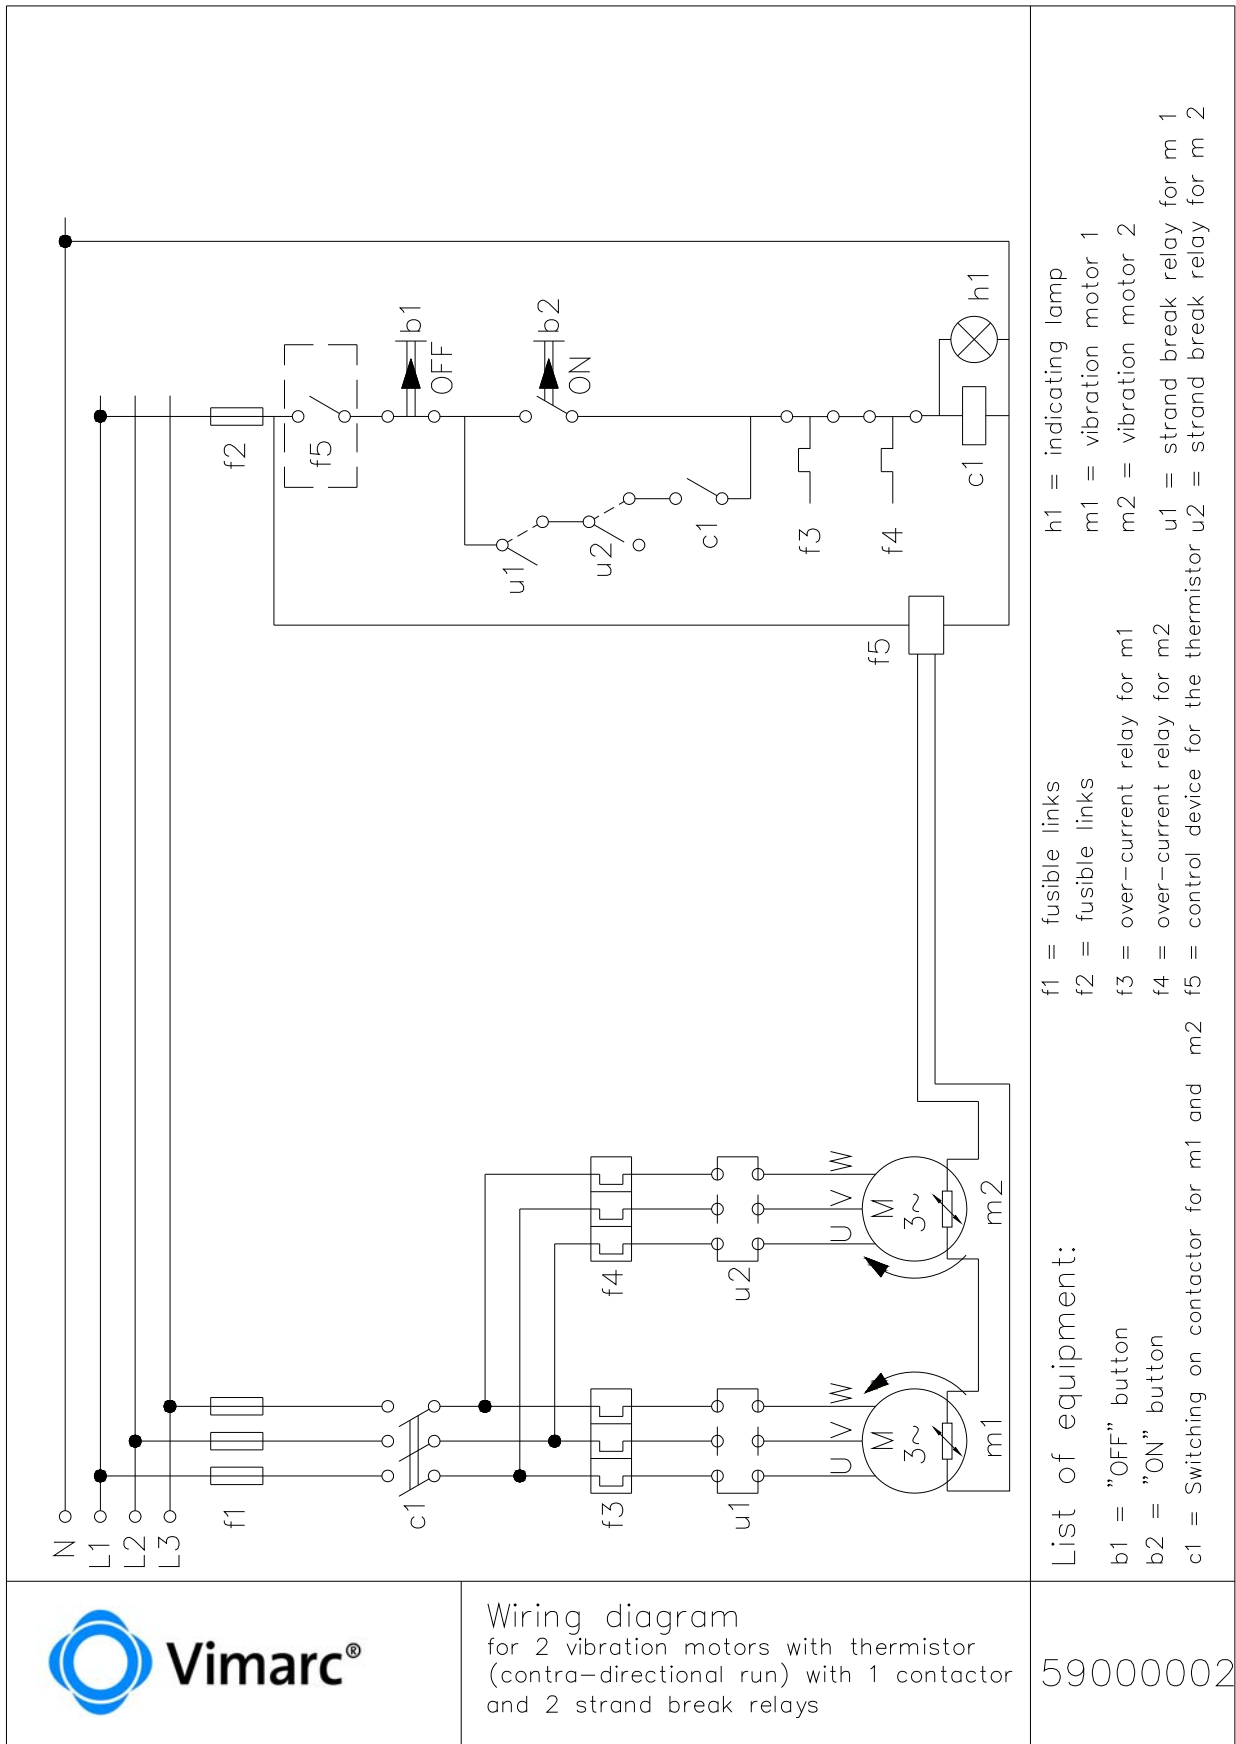 N
L1
L2
L3
f1
c1
f3
u1
U
V
W
M
3~
m1
f4
u2
U
V
W
M
3~
m2
f2
f5
b1
OFF
b2
ON
u1
u2
c1
f3
f4
f5
c1
h1
List of equipment:
b1 = "OFF" button
b2 = "ON" button
c1 = Switching on contactor for m1 and m2
f1 = fusible links
f2 = fusible links
f3 = over-current relay for m1
f4 = over-current relay for m2
f5 = control device for the thermistor
h1 = indicating lamp
m1 = vibration motor 1
m2 = vibration motor 2
u1 = strand break relay for m 1
u2 = strand break relay for m 2
Vimarc®
Wiring diagram
for 2 vibration motors with thermistor
(contra-directional run) with 1 contactor
and 2 strand break relays
59000002